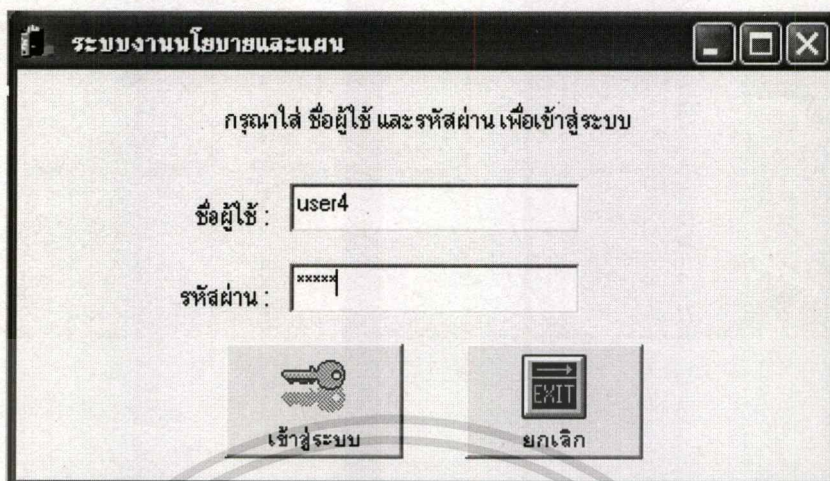 ระบบงานนโยบายและแผน
กรุณาใส่ ชื่อผู้ใช้ และรหัสผ่าน เพื่อเข้าสู่ระบบ
ชื่อผู้ใช้ : user4
รหัสผ่าน : xxxxx
EXIT
เข้าสู่ระบบ ยกเลิก